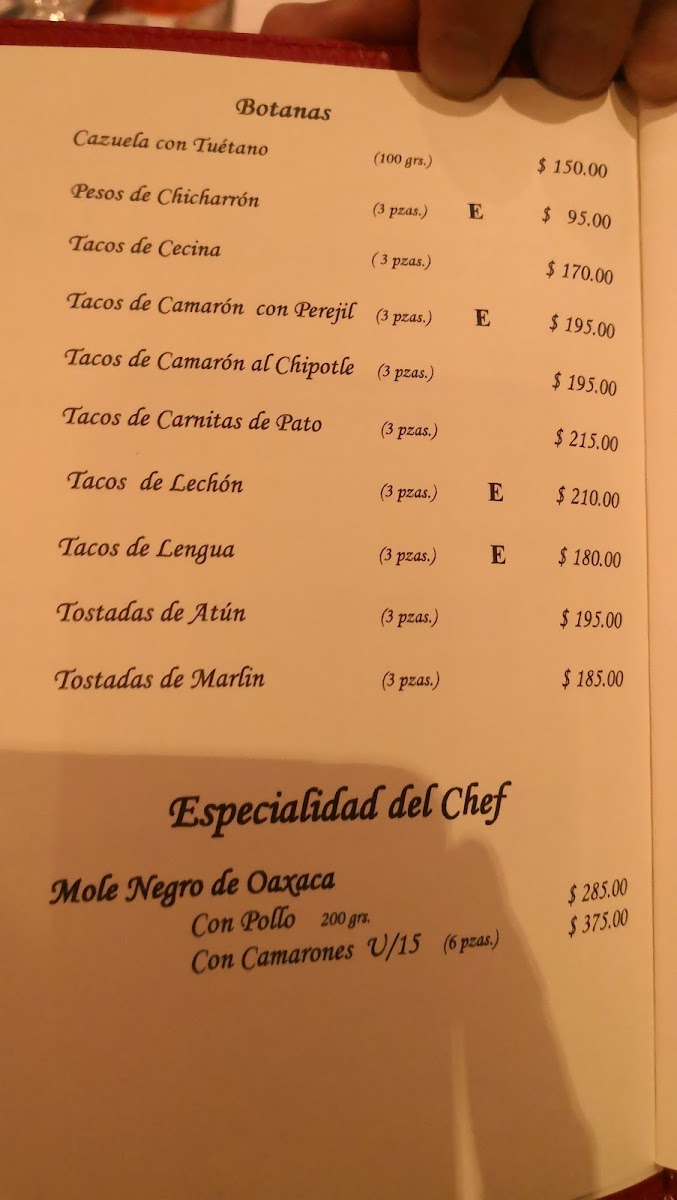 Botanas
Cazuela con Tuétano (100 grs.) $ 150.00
Pesos de Chicharrón (3 pzas.) E $ 95.00
Tacos de Cecina ( 3 pzas.) $ 170.00
Tacos de Camarón con Perejil (3 pzas.) E $ 195.00
Tacos de Camarón al Chipotle (3 pzas.) $ 195.00
Tacos de Carnitas de Pato (3 pzas.) $ 215.00
Tacos de Lechón (3 pzas.) E $ 210.00
Tacos de Lengua (3 pzas.) E $ 180.00
Tostadas de Atún (3 pzas.) $ 195.00
Tostadas de Marlin (3 pzas.) $ 185.00
Especialidad del Chef
Mole Negro de Oaxaca
Con Pollo 200 grs. $ 285.00
Con Camarones U/15 (6 pzas.) $ 375.00